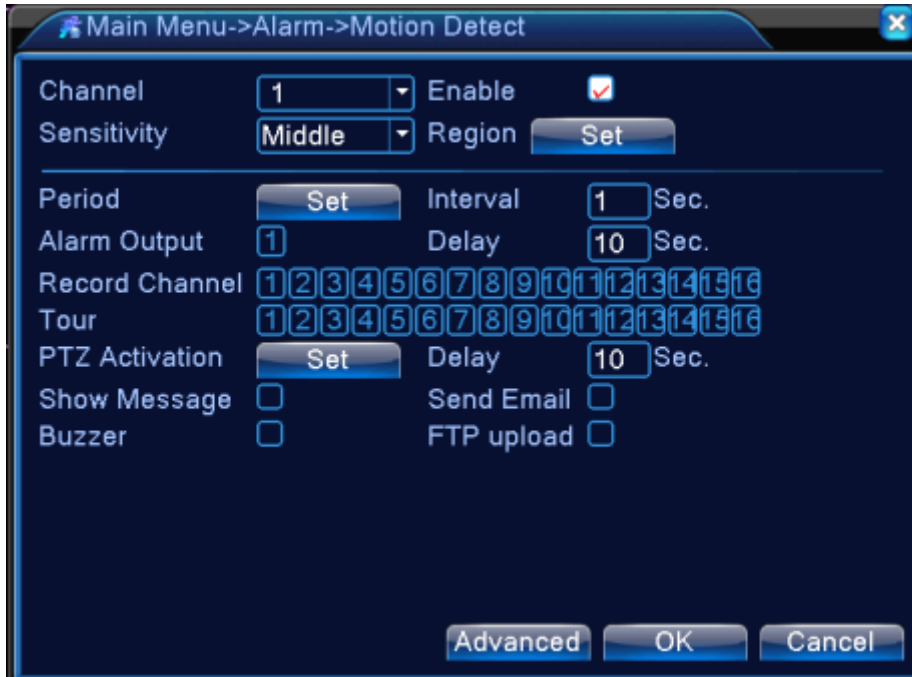 Main Menu->Alarm->Motion Detect
Channel 1 Enable
Sensitivity Middle Region Set
Period Set Interval 1 Sec.
Alarm Output 1 Delay 10 Sec.
Record Channel 1 2 3 4 5 6 7 8 9 10 11 12 13 14 15 16
Tour 1 2 3 4 5 6 7 8 9 10 11 12 13 14 15 16
PTZ Activation Set Delay 10 Sec.
Show Message Send Email
Buzzer FTP upload
Advanced OK Cancel